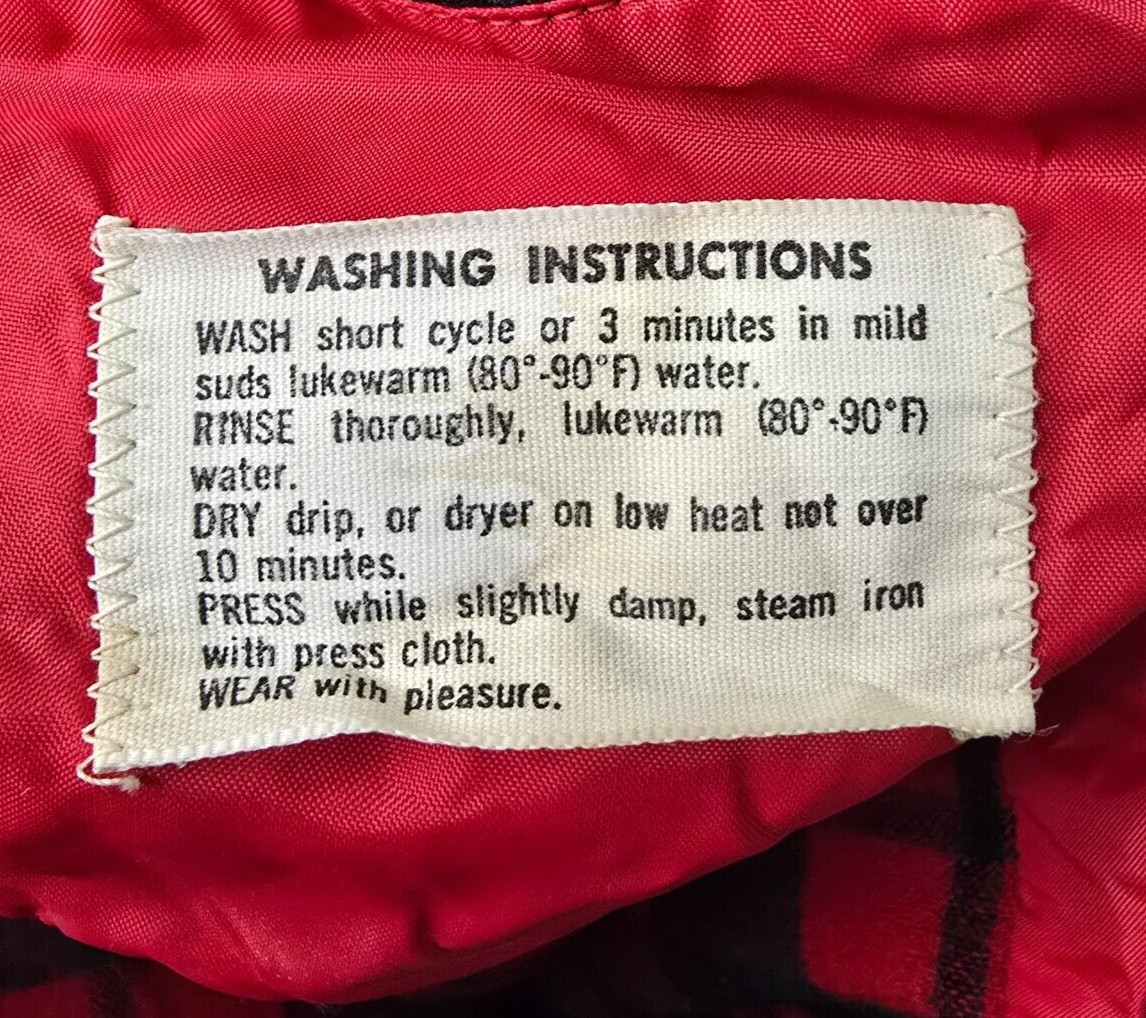 WASHING INSTRUCTIONS
WASH short cycle or 3 minutes in mild
suds lukewarm (80°-90°F) water.
RINSE thoroughly, lukewarm (80°-90°F)
water.
DRY drip, or dryer on low heat not over
10 minutes.
PRESS while slightly damp, steam iron
with press cloth.
WEAR with pleasure.